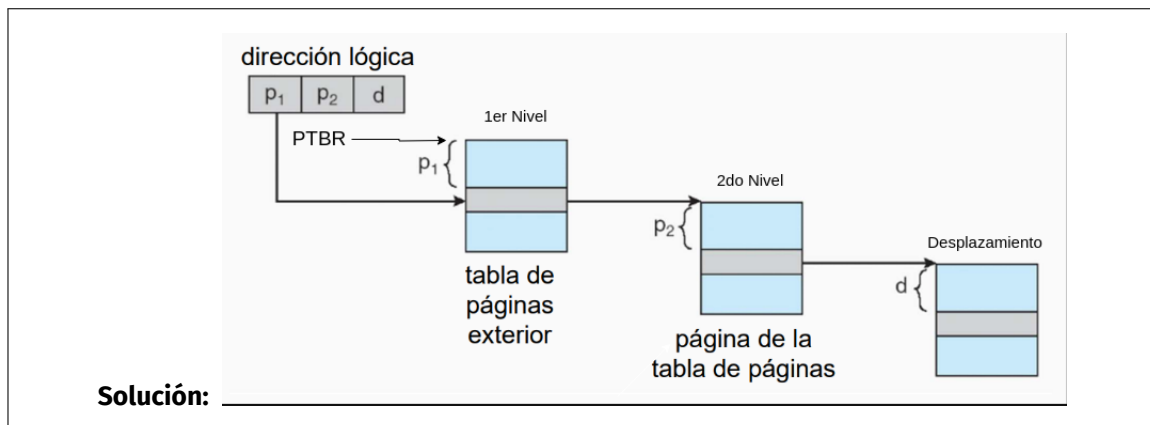 dirección lógica
p₁ p₂ d
PTBR
1er Nivel
p₁
2do Nivel
p₂
Desplazamiento
d
tabla de
páginas
exterior
página de la
tabla de páginas
Solución: